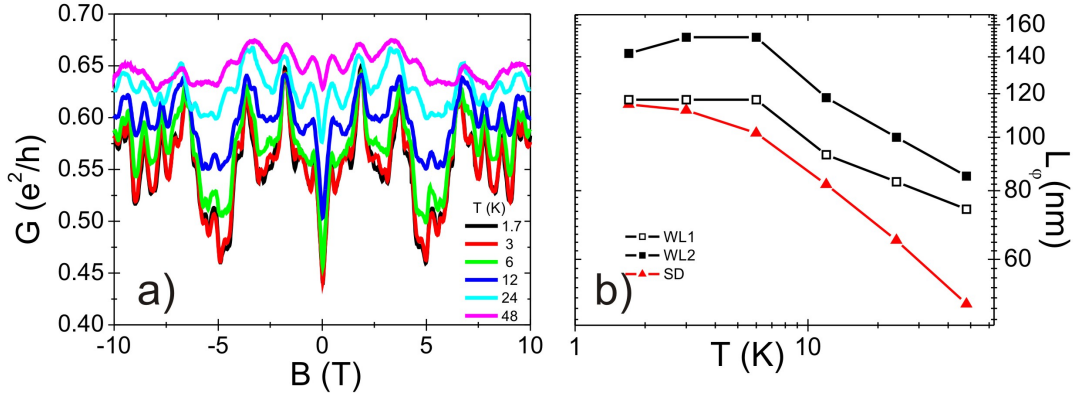 0.70
0.65
0.60
0.55
0.50
0.45
0.40
G (e²/h)
-10 -5 0 5 10
B (T)
a)
T (K)
1.7
3
6
12
24
48
160
140
120
100
80
60
Lφ(nm)
WL1
WL2
SD
b)
1 10
T (K)